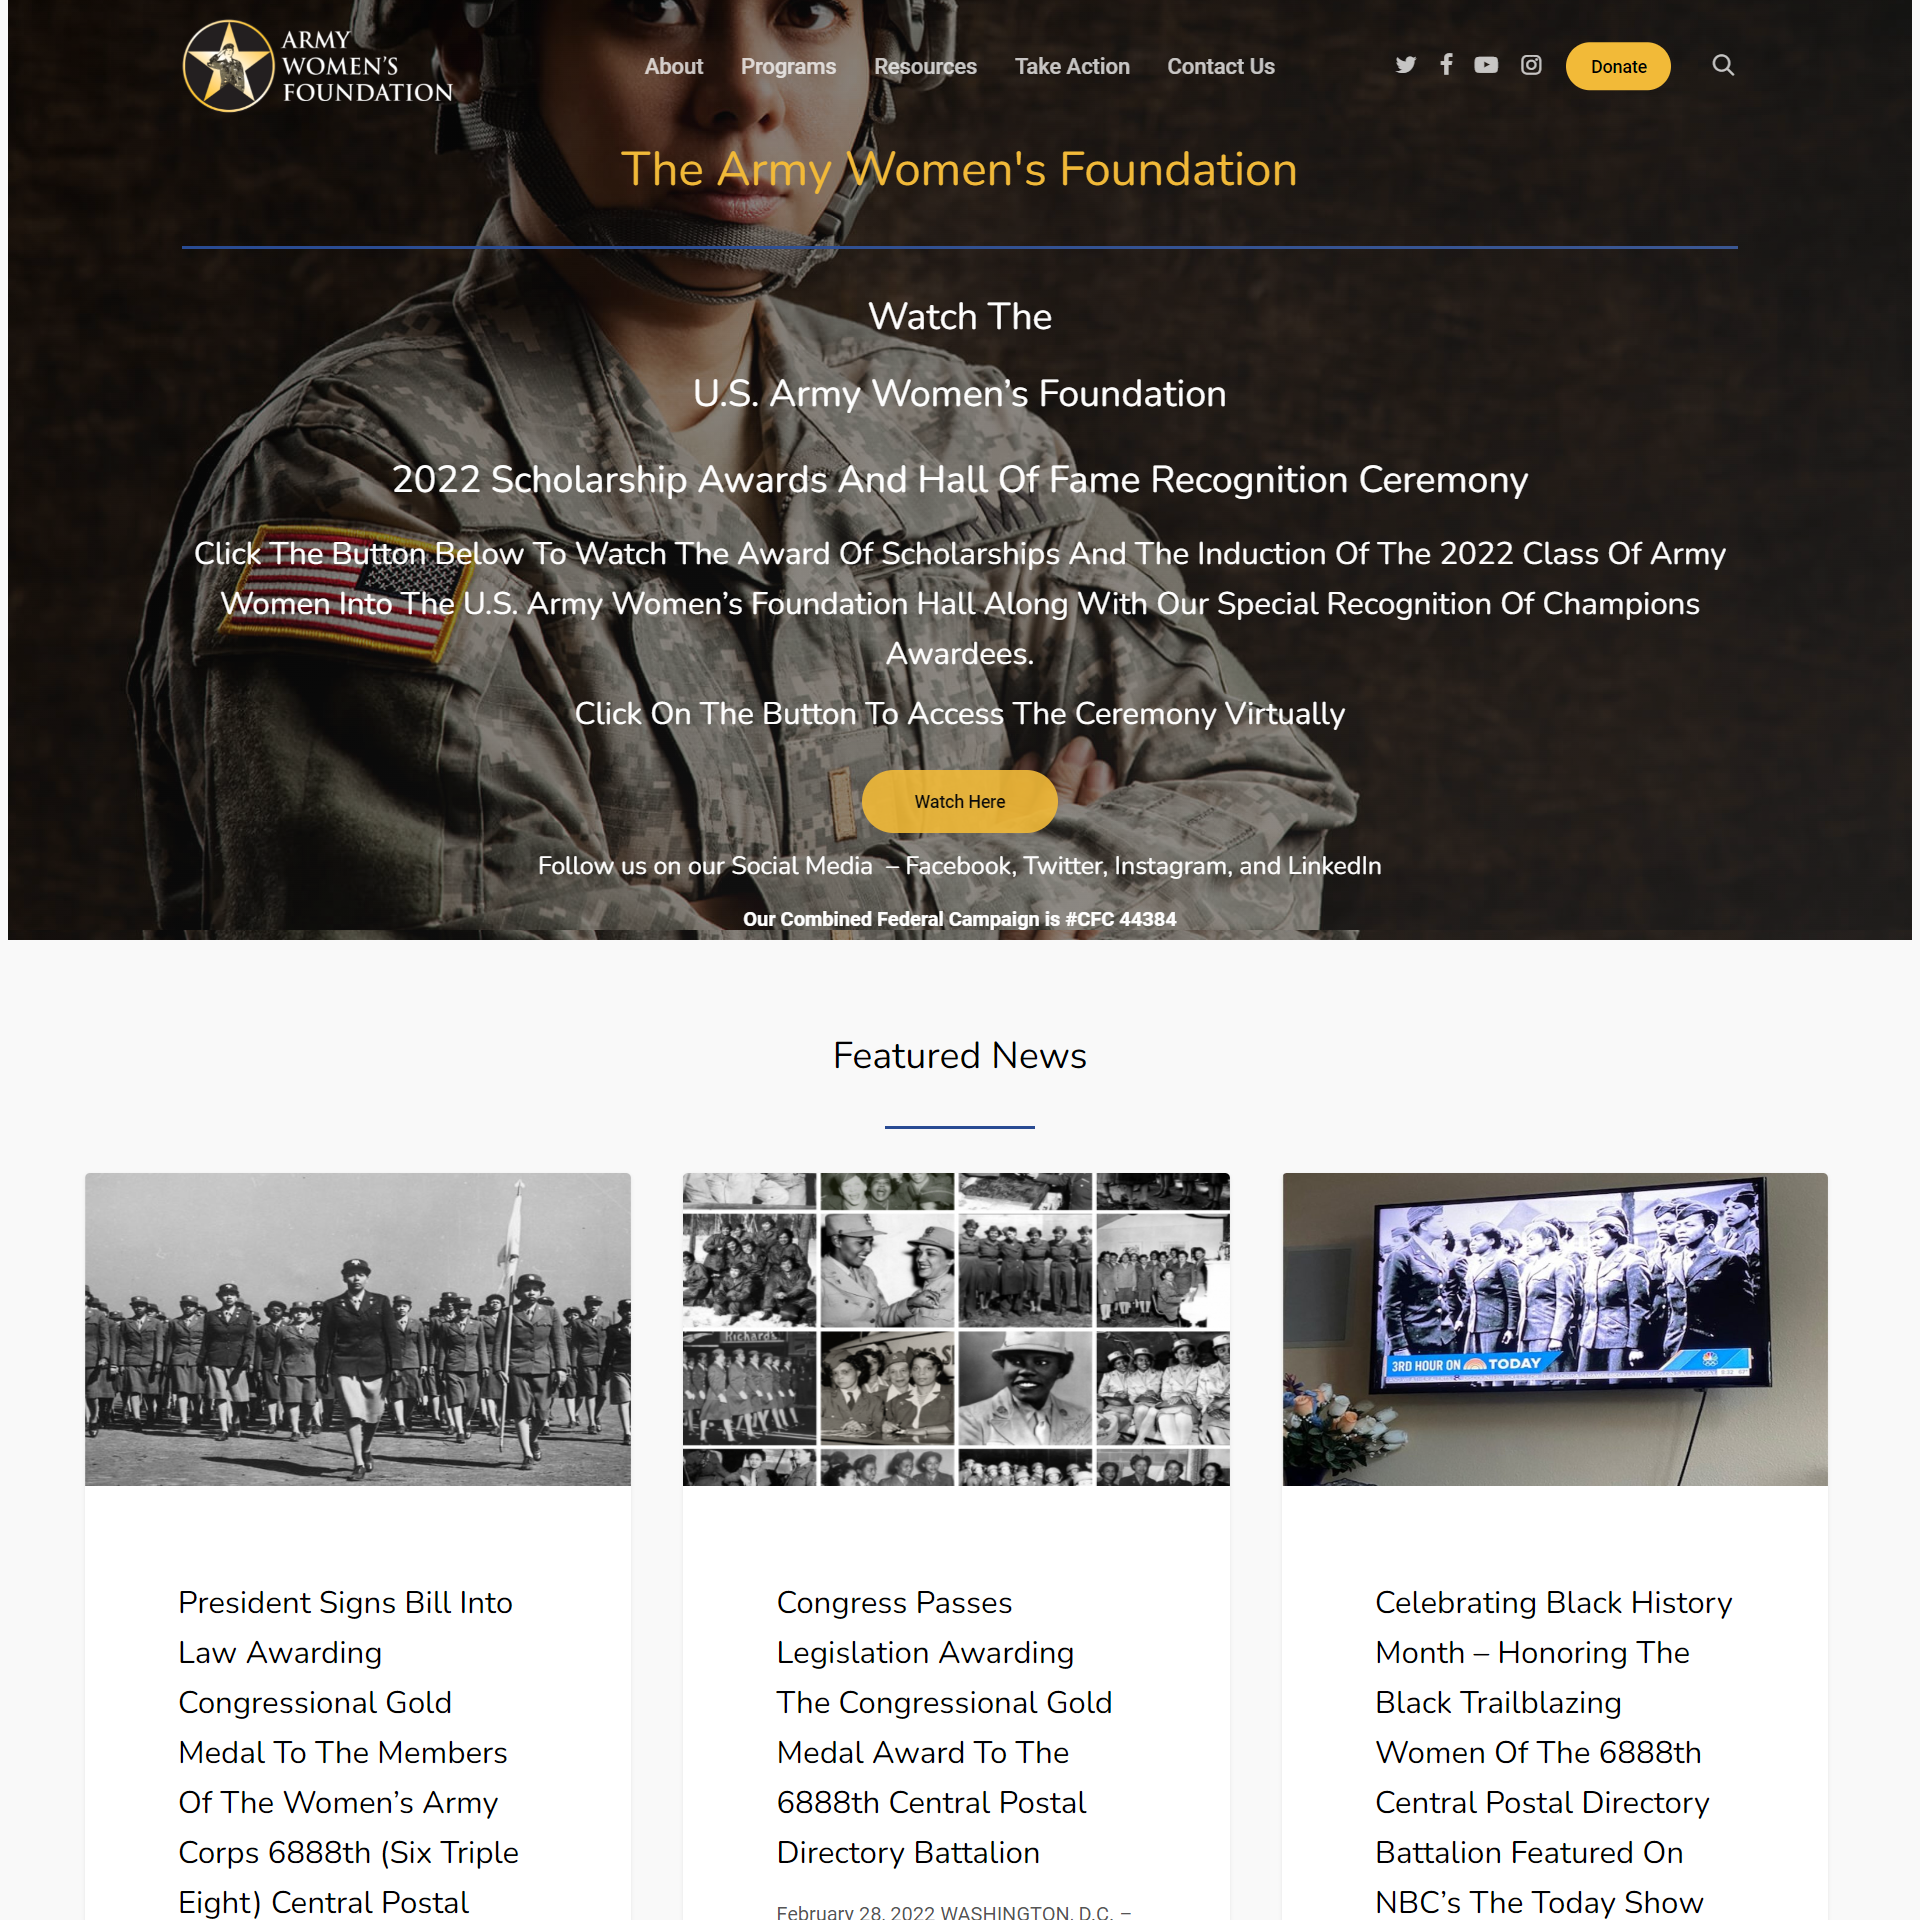 ARMY
WOMEN'S
FOUNDATION
About Programs Resources Take Action Contact Us
Donate
The Army Women's Foundation
Watch The
U.S. Army Women's Foundation
2022 Scholarship Awards And Hall Of Fame Recognition Ceremony
Click The Button Below To Watch The Award Of Scholarships And The Induction Of The 2022 Class Of Army
Women Into The U.S. Army Women's Foundation Hall Along With Our Special Recognition Of Champions
Awardees.
Click On The Button To Access The Ceremony Virtually
Watch Here
Follow us on our Social Media – Facebook, Twitter, Instagram, and LinkedIn
Our Combined Federal Campaign is #CFC 44384
Featured News
Richards
3RD HOUR ON TODAY
President Signs Bill Into
Law Awarding
Congressional Gold
Medal To The Members
Of The Women's Army
Corps 6888th (Six Triple
Eight) Central Postal
Congress Passes
Legislation Awarding
The Congressional Gold
Medal Award To The
6888th Central Postal
Directory Battalion
February 28, 2022 WASHINGTON, D.C. –
Celebrating Black History
Month – Honoring The
Black Trailblazing
Women Of The 6888th
Central Postal Directory
Battalion Featured On
NBC's The Today Show